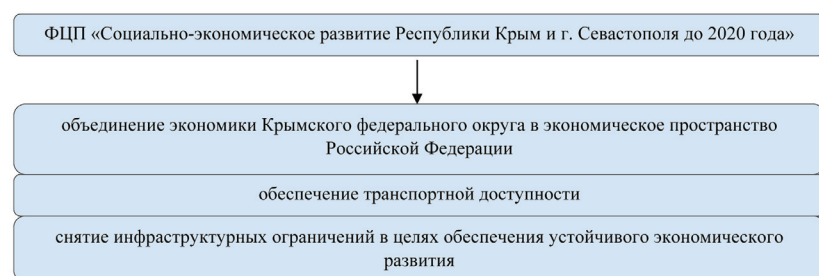 ФЦП «Социально-экономическое развитие Республики Крым и г. Севастополя до 2020 года»
объединение экономики Крымского федерального округа в экономическое пространство
Российской Федерации
обеспечение транспортной доступности
снятие инфраструктурных ограничений в целях обеспечения устойчивого экономического
развития